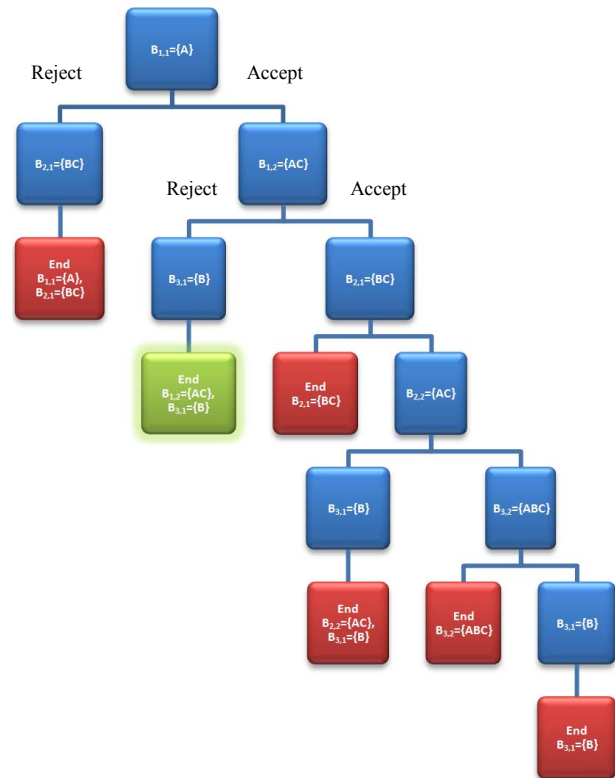 B1,1={A}
Reject
Accept
B2,1={BC}
B1,2={AC}
Reject
Accept
End
B1,1={A},
B2,1={BC}
B3,1={B}
B2,1={BC}
End
B1,2={AC},
B3,1={B}
End
B2,1={BC}
B2,2={AC}
B3,1={B}
B3,2={ABC}
End
B2,2={AC},
B3,1={B}
End
B3,2={ABC}
B3,1={B}
End
B3,1={B}